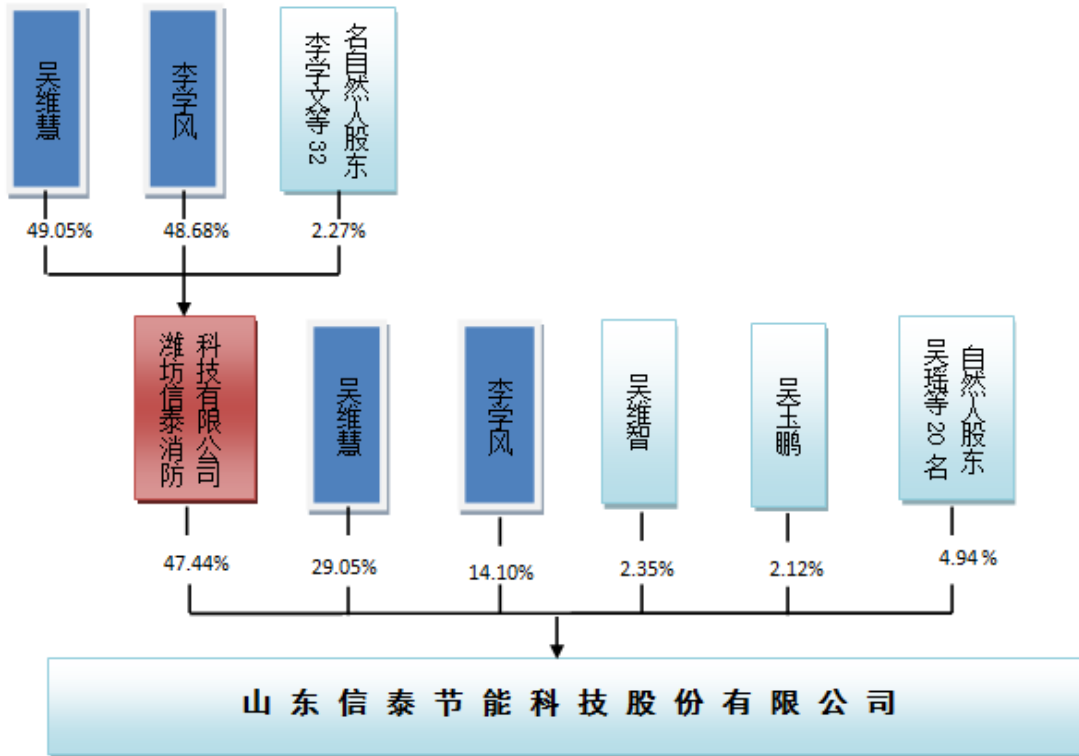 吴维慧
李学风
李学文等 32
名自然人股东
49.05%
48.68%
2.27%
潍坊信泰消防
科技有限公司
吴维慧
李学风
吴维智
吴玉鹏
吴瑶等 20 名
自然人股东
47.44%
29.05%
14.10%
2.35%
2.12%
4.94%
山东信泰节能科技股份有限公司